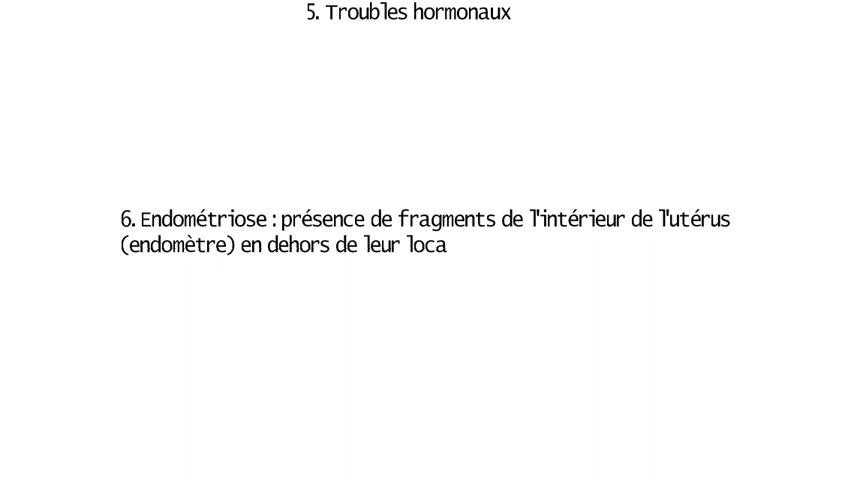 5. Troubles hormonaux
6. Endométriose : présence de fragments de l'intérieur de l'utérus
(endomètre) en dehors de leur loca